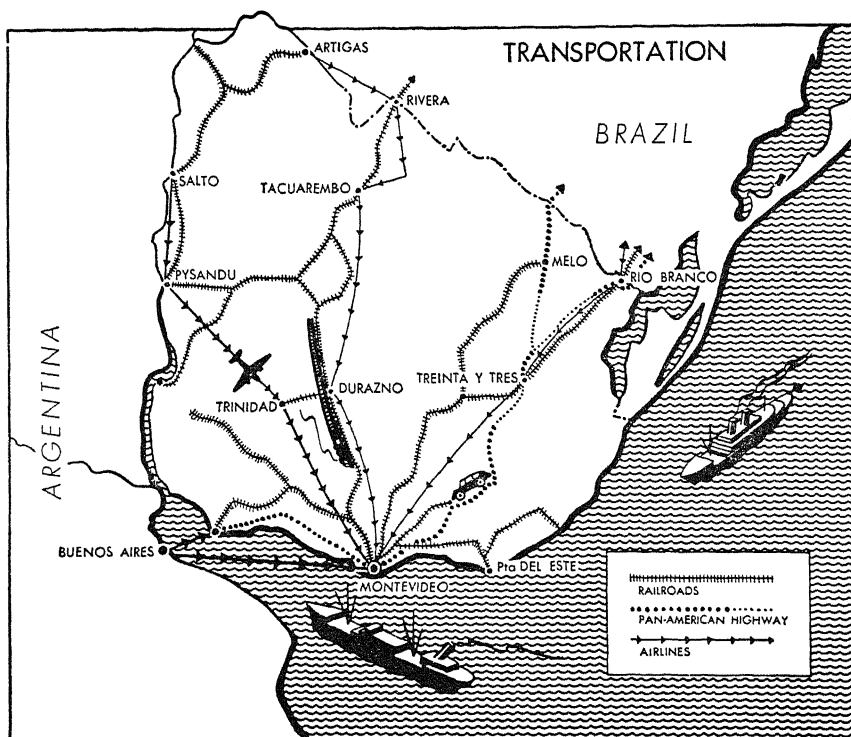 TRANSPORTATION
ARTIGAS
RIVERA
BRAZIL
SALTO
TACUAREMBO
MELO
PYSANDU
RIO BRANCO
ARGENTINA
TREINTA Y TRES
DURAZNO
TRINIDAD
BUENOS AIRES
Pta DEL ESTE
MONTEVIDEO
RAILROADS
PAN-AMERICAN HIGHWAY
AIRLINES